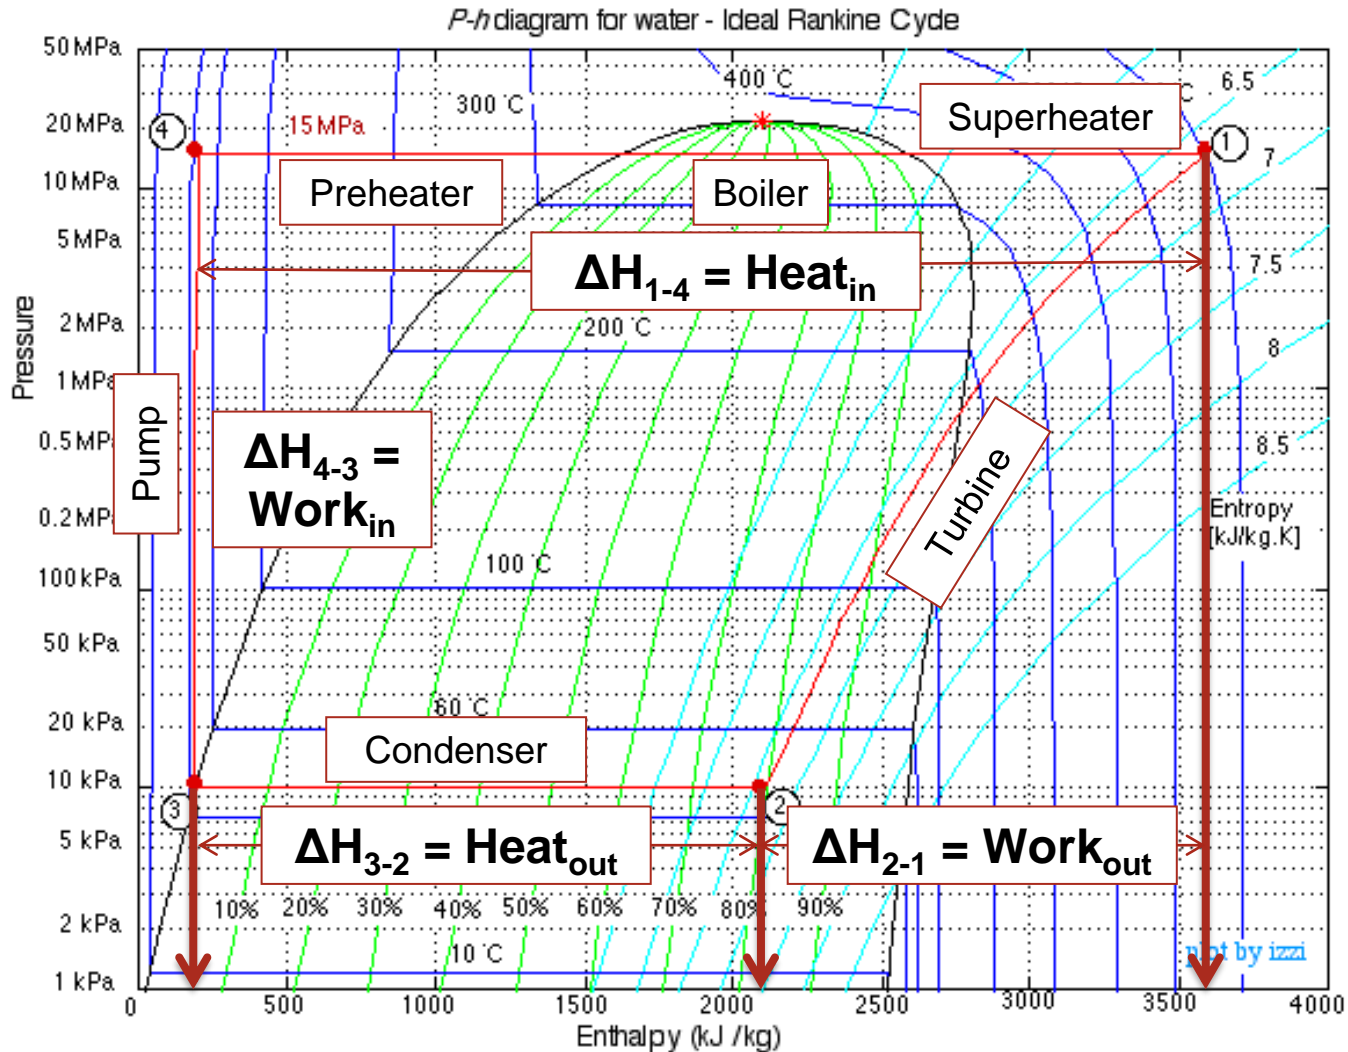 P-h diagram for water - Ideal Rankine Cycle
50 MPa
20 MPa
10 MPa
5 MPa
2 MPa
1 MPa
0.5 MPa
0.2 MPa
100 kPa
50 kPa
20 kPa
10 kPa
5 kPa
2 kPa
1 kPa
Pressure
4
15 MPa
300 °C
400 °C
C
Superheater
1
6.5
7
7.5
8
8.5
Preheater
Boiler
ΔH1-4 = Heatin
200 °C
Pump
ΔH4-3 =
Workin
Turbine
Entropy
[kJ/kg.K]
100 °C
60 °C
Condenser
3
2
ΔH3-2 = Heatout
ΔH2-1 = Workout
10%
20%
30%
40%
50%
60%
70%
80%
90%
10 °C
plot by izzi
0
500
1000
1500
2000
2500
3000
3500
4000
Enthalpy (kJ /kg)